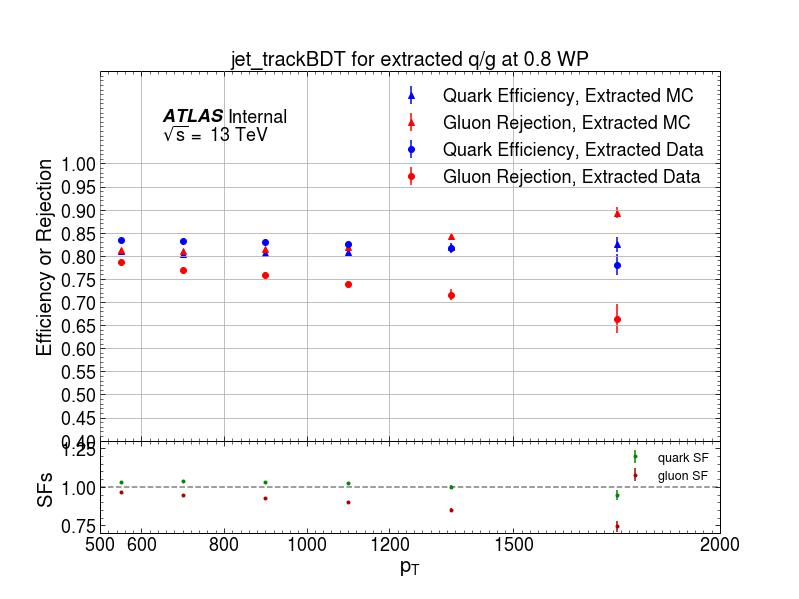 jet_trackBDT for extracted q/g at 0.8 WP
ATLAS Internal
√s = 13 TeV
Quark Efficiency, Extracted MC
Gluon Rejection, Extracted MC
Quark Efficiency, Extracted Data
Gluon Rejection, Extracted Data
Efficiency or Rejection
1.00
0.95
0.90
0.85
0.80
0.75
0.70
0.65
0.60
0.55
0.50
0.45
0.40
SFs
1.25
1.00
0.75
quark SF
gluon SF
500 600 800 1000 1200 1500 2000
pT